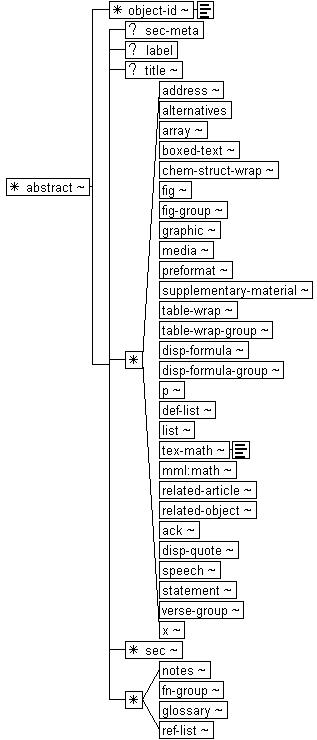 * object-id ~
? sec-meta
? label
? title ~
address ~
alternatives
array ~
boxed-text ~
chem-struct-wrap ~
fig ~
fig-group ~
graphic ~
* abstract ~
media ~
preformat ~
supplementary-material ~
table-wrap ~
table-wrap-group ~
disp-formula ~
*
disp-formula-group ~
p ~
def-list ~
list ~
tex-math ~
mml:math ~
related-article ~
related-object ~
ack ~
disp-quote ~
speech ~
statement ~
verse-group ~
x ~
* sec ~
notes ~
fn-group ~
*
glossary ~
ref-list ~